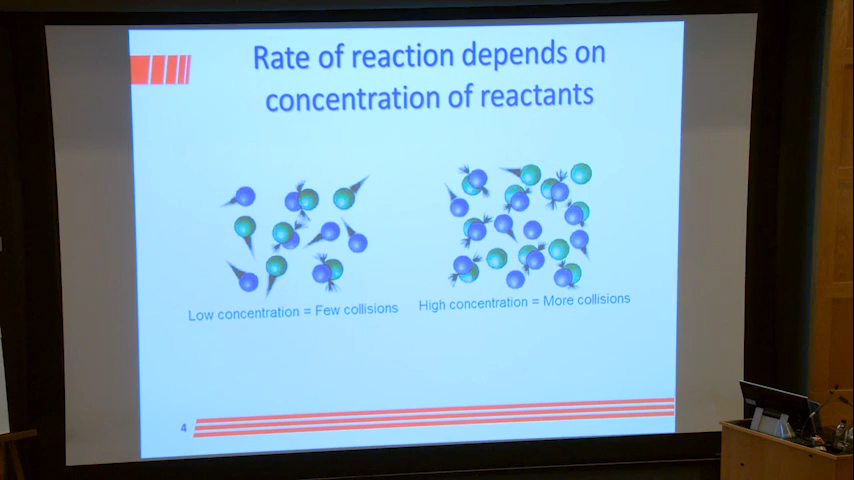 Rate of reaction depends on
concentration of reactants
Low concentration = Few collisions
High concentration = More collisions
4